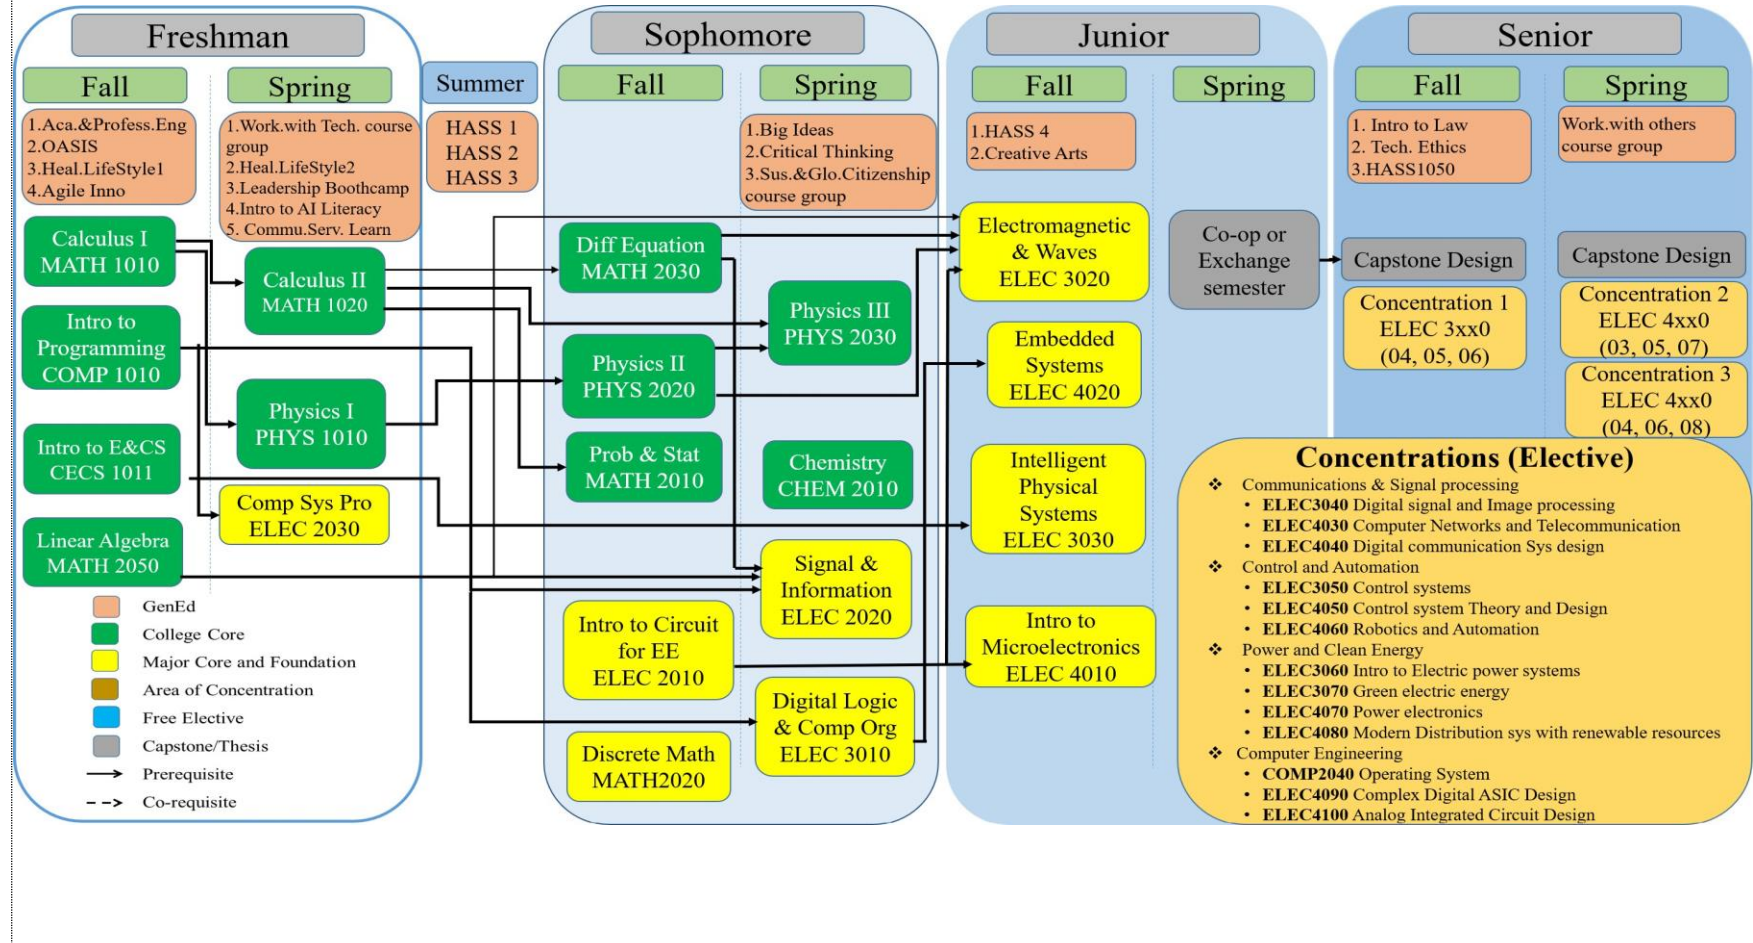 Freshman
Sophomore
Junior
Senior
Fall
Spring
Summer
Fall
Spring
Fall
Spring
Fall
Spring
1.Aca.&Profess.Eng
2.OASIS
3.Heal.LifeStyle1
4.Agile Inno
1.Work.with Tech. course
group
2.Heal.LifeStyle2
3.Leadership Boothcamp
4.Intro to AI Literacy
5. Commu.Serv. Learn
HASS 1
HASS 2
HASS 3
1.Big Ideas
2.Critical Thinking
3.Sus.&Glo.Citizenship
course group
1.HASS 4
2.Creative Arts
1. Intro to Law
2. Tech. Ethics
3.HASS1050
Work.with others
course group
Calculus I
MATH 1010
Intro to
Programming
COMP 1010
Intro to E&CS
CECS 1011
Linear Algebra
MATH 2050
Calculus II
MATH 1020
Physics I
PHYS 1010
Comp Sys Pro
ELEC 2030
Diff Equation
MATH 2030
Physics II
PHYS 2020
Prob & Stat
MATH 2010
Intro to Circuit
for EE
ELEC 2010
Discrete Math
MATH2020
Physics III
PHYS 2030
Chemistry
CHEM 2010
Signal &
Information
ELEC 2020
Digital Logic
& Comp Org
ELEC 3010
Electromagnetic
& Waves
ELEC 3020
Embedded
Systems
ELEC 4020
Intelligent
Physical
Systems
ELEC 3030
Intro to
Microelectronics
ELEC 4010
Co-op or
Exchange
semester
Capstone Design
Concentration 1
ELEC 3xx0
(04, 05, 06)
Capstone Design
Concentration 2
ELEC 4xx0
(03, 05, 07)
Concentration 3
ELEC 4xx0
(04, 06, 08)
GenEd
College Core
Major Core and Foundation
Area of Concentration
Free Elective
Capstone/Thesis
Prerequisite
Co-requisite
Concentrations (Elective)
❖ Communications & Signal processing
• ELEC3040 Digital signal and Image processing
• ELEC4030 Computer Networks and Telecommunication
• ELEC4040 Digital communication Sys design
❖ Control and Automation
• ELEC3050 Control systems
• ELEC4050 Control system Theory and Design
• ELEC4060 Robotics and Automation
❖ Power and Clean Energy
• ELEC3060 Intro to Electric power systems
• ELEC3070 Green electric energy
• ELEC4070 Power electronics
• ELEC4080 Modern Distribution sys with renewable resources
❖ Computer Engineering
• COMP2040 Operating System
• ELEC4090 Complex Digital ASIC Design
• ELEC4100 Analog Integrated Circuit Design